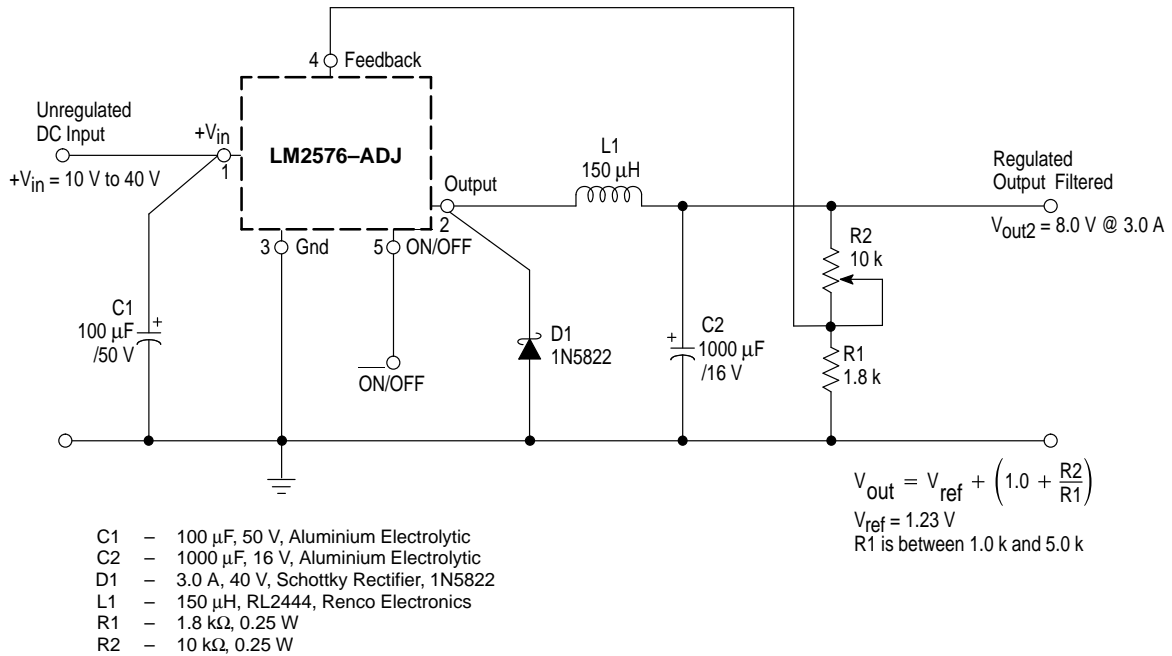 4 Feedback
Unregulated
DC Input
+Vin
1
LM2576–ADJ
+Vin = 10 V to 40 V
Output
2
L1
150 µH
Regulated
Output Filtered
Vout2 = 8.0 V @ 3.0 A
3 Gnd
5 ON/OFF
R2
10 k
C1
100 µF
/50 V
+
ON/OFF
D1
1N5822
+
C2
1000 µF
/16 V
R1
1.8 k
Vout = Vref + (1.0 + R2/R1)
Vref = 1.23 V
R1 is between 1.0 k and 5.0 k
C1 – 100 µF, 50 V, Aluminium Electrolytic
C2 – 1000 µF, 16 V, Aluminium Electrolytic
D1 – 3.0 A, 40 V, Schottky Rectifier, 1N5822
L1 – 150 µH, RL2444, Renco Electronics
R1 – 1.8 kΩ, 0.25 W
R2 – 10 kΩ, 0.25 W